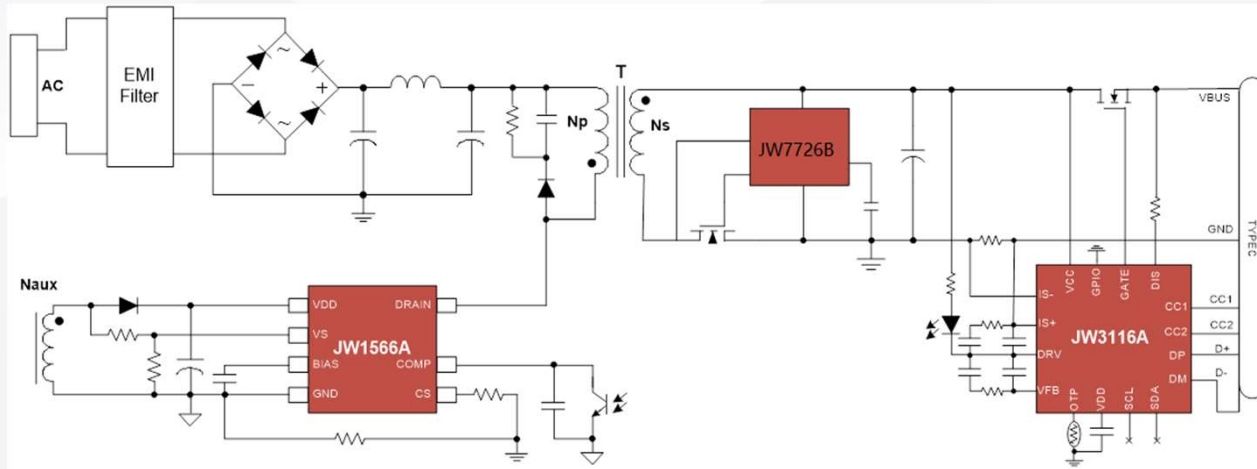 AC
EMI
Filter
~
−
+
~
T
Np
Ns
JW7726B
VBUS
GND
TYPEC
Naux
VDD
DRAIN
VS
JW1566A
BIAS
COMP
GND
CS
VCC
GPIO
GATE
DIS
IS-
CC1
CC1
IS+
CC2
CC2
JW3116A
DRV
DP
D+
VFB
DM
D-
OTP
VDD
SCL
SDA